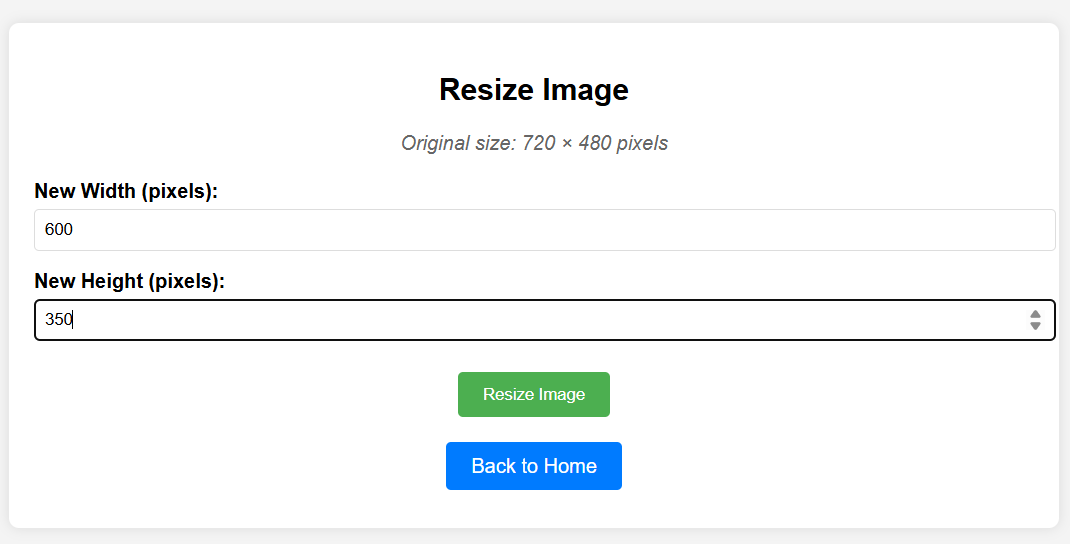 Resize Image
Original size: 720 × 480 pixels
New Width (pixels):
600
New Height (pixels):
350
Resize Image
Back to Home